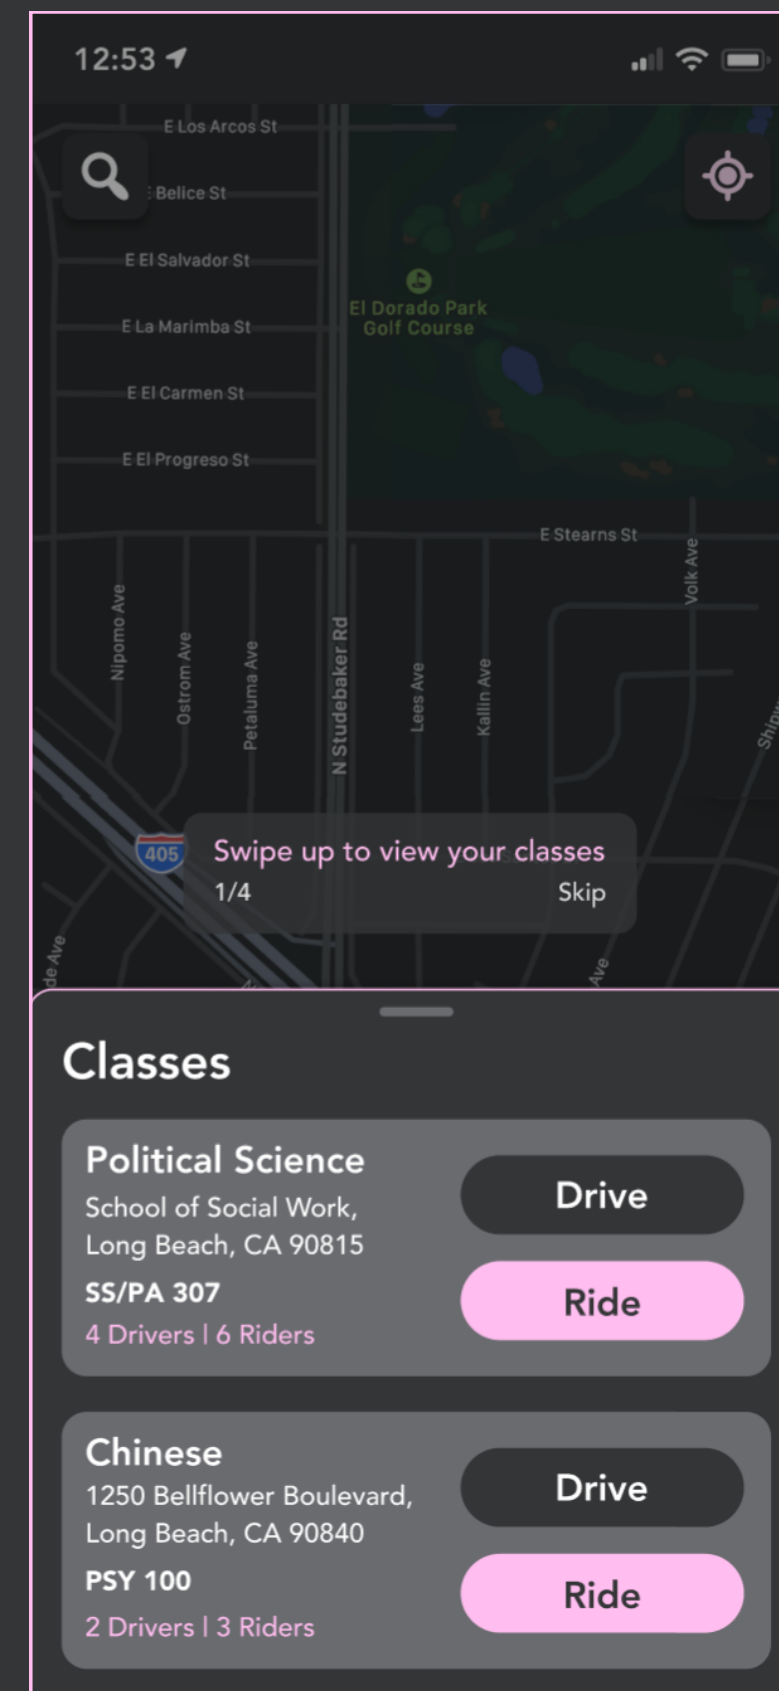 12:53
E Los Arcos St
E Belice St
E El Salvador St
El Dorado Park
Golf Course
E La Marimba St
E El Carmen St
E El Progreso St
E Stearns St
Volk Ave
Nipomo Ave
Ostrom Ave
Petaluma Ave
N Studebaker Rd
Lees Ave
Kallin Ave
405
Swipe up to view your classes
1/4 Skip
Ave
Ave
Classes
Political Science
School of Social Work,
Long Beach, CA 90815
SS/PA 307
4 Drivers | 6 Riders
Drive
Ride
Chinese
1250 Bellflower Boulevard,
Long Beach, CA 90840
PSY 100
2 Drivers | 3 Riders
Drive
Ride